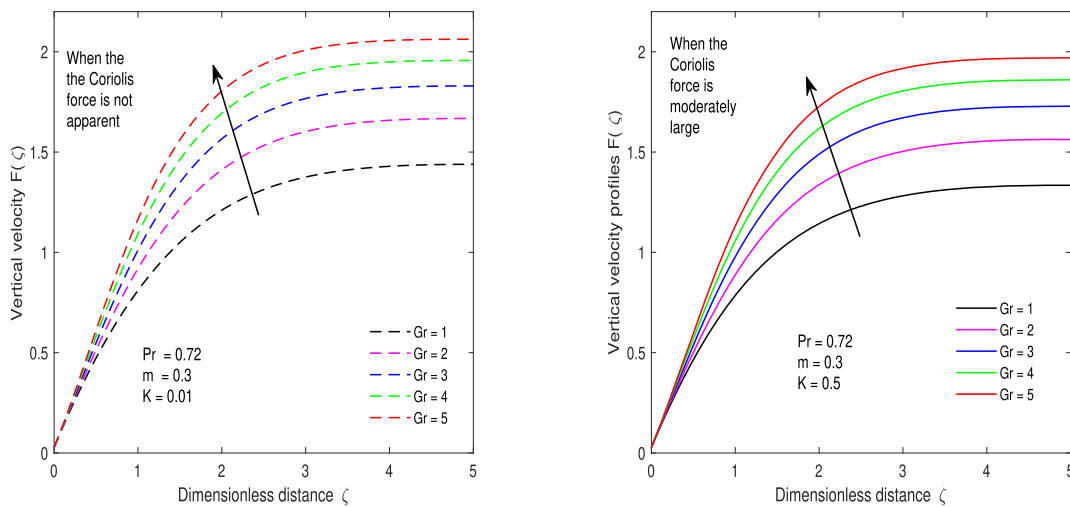 When the
the Coriolis
force is not
apparent
Vertical velocity F( ζ)
2
1.5
1
0.5
0
Pr = 0.72
m = 0.3
K = 0.01
Gr = 1
Gr = 2
Gr = 3
Gr = 4
Gr = 5
0 1 2 3 4 5
Dimensionless distance ζ
When the
Coriolis
force is
moderately
large
Vertical velocity profiles F( ζ)
2
1.5
1
0.5
0
Pr = 0.72
m = 0.3
K = 0.5
Gr = 1
Gr = 2
Gr = 3
Gr = 4
Gr = 5
0 1 2 3 4 5
Dimensionless distance ζ